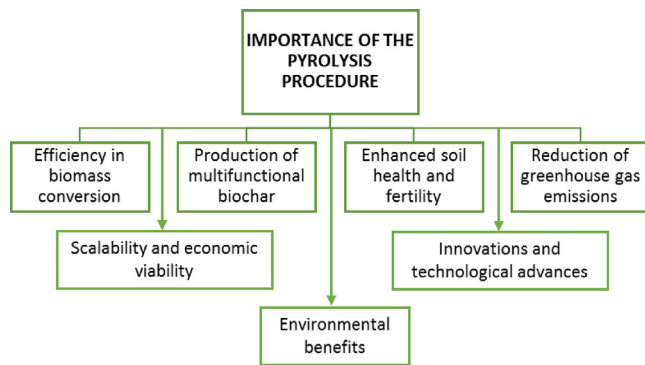 IMPORTANCE OF THE
PYROLYSIS
PROCEDURE
Efficiency in
biomass
conversion
Production of
multifunctional
biochar
Enhanced soil
health and
fertility
Reduction of
greenhouse gas
emissions
Scalability and economic
viability
Innovations and
technological advances
Environmental
benefits